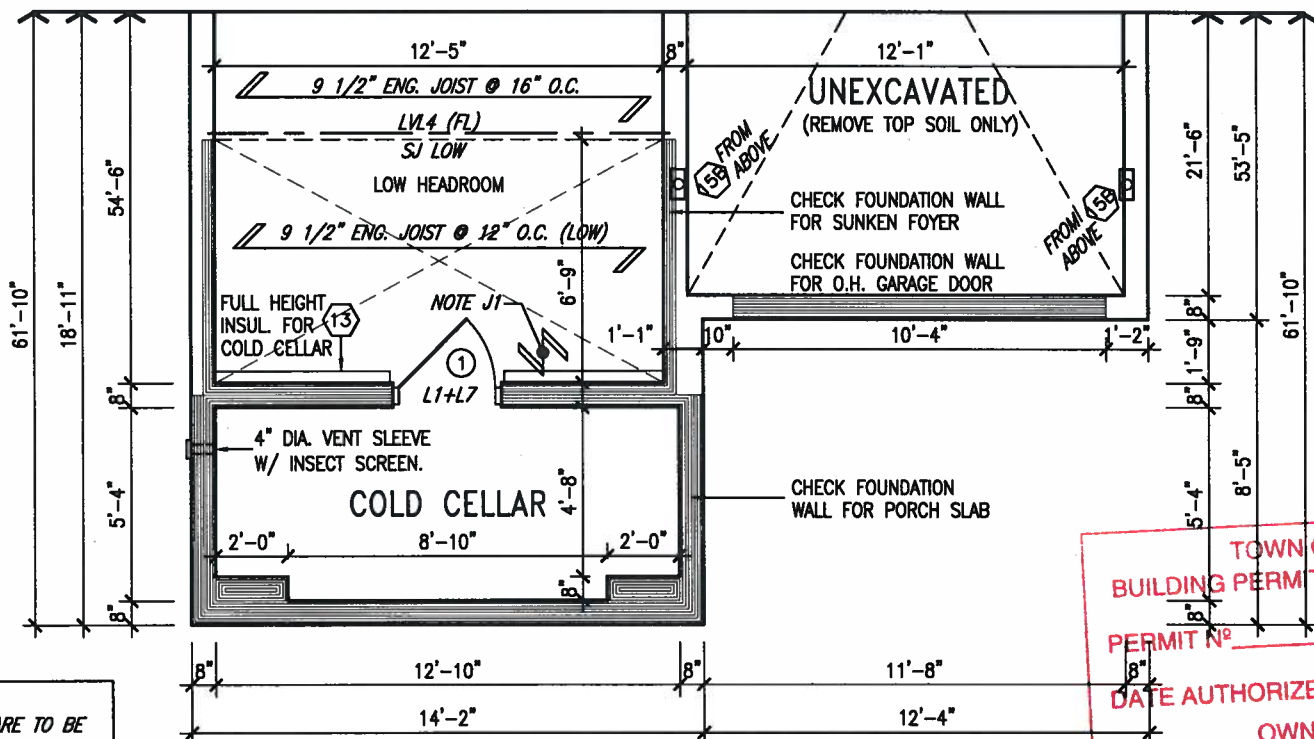 12'-5"
8"
12'-1"
9 1/2" ENG. JOIST @ 16" O.C.
UNEXCAVATED
(REMOVE TOP SOIL ONLY)
LVL4 (FL)
SJ LOW
LOW HEADROOM
15B
FROM
ABOVE
15B
FROM
ABOVE
CHECK FOUNDATION WALL
FOR SUNKEN FOYER
9 1/2" ENG. JOIST @ 12" O.C. (LOW)
CHECK FOUNDATION WALL
FOR O.H. GARAGE DOOR
6'-9"
FULL HEIGHT
INSUL. FOR
COLD CELLAR
13
NOTE J1
1'-1"
10"
10'-4"
1'-2"
1
L1+L7
4" DIA. VENT SLEEVE
W/ INSECT SCREEN.
COLD CELLAR
4'-8"
CHECK FOUNDATION
WALL FOR PORCH SLAB
2'-0"
8'-10"
2'-0"
8"
61'-10"
18'-11"
54'-6"
8"
5'-4"
8"
21'-6"
53'-5"
8"
1'-9"
8"
61'-10"
5'-4"
8'-5"
8"
8"
12'-10"
8"
11'-8"
8"
14'-2"
12'-4"
ARE TO BE
TOWN
BUILDING PERMIT
PERMIT Nº
DATE AUTHORIZE
OWN